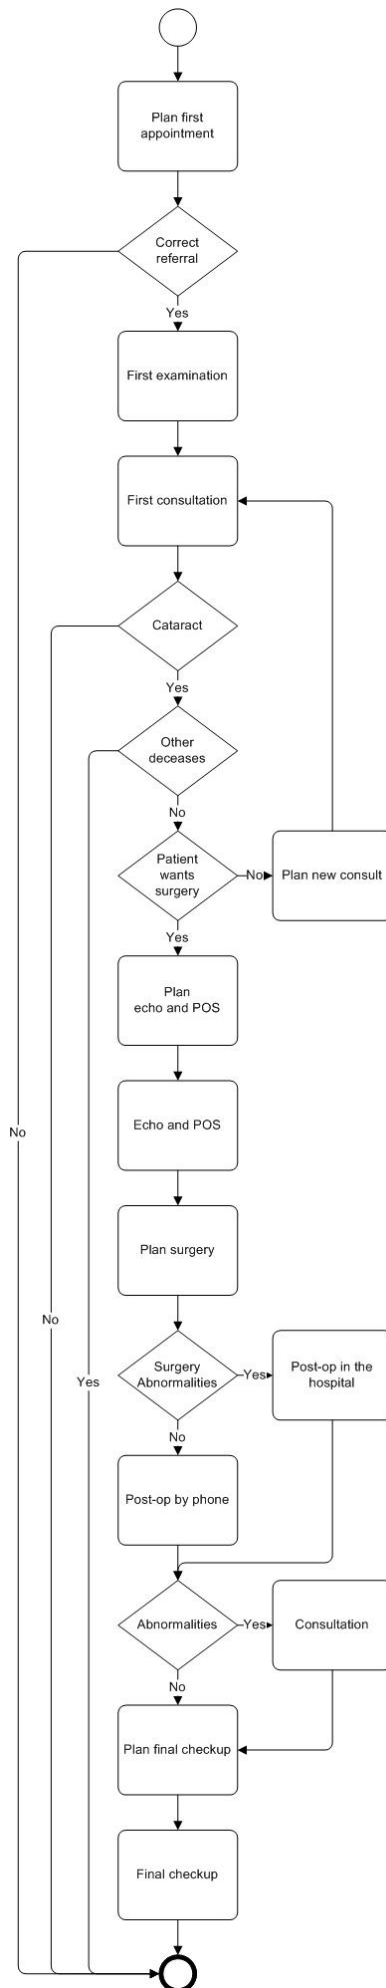 Plan first
appointment
Correct
referral
Yes
First examination
First consultation
Cataract
Yes
Other
deceases
No
Patient
wants
surgery
No
Plan new consult
Yes
Plan
echo and POS
Echo and POS
No
Plan surgery
No
Surgery
Abnormalities
Yes
Post-op in the
hospital
Yes
No
Post-op by phone
Abnormalities
Yes
Consultation
No
Plan final checkup
Final checkup